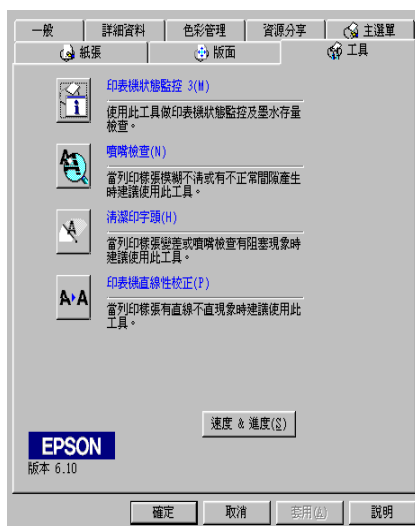 一般
詳細資料
色彩管理
資源分享
主選單
紙張
版面
工具
印表機狀態監控 3(M)
使用此工具做印表機狀態監控及墨水存量
檢查。
噴嘴檢查(N)
當列印樣張模糊不清或有不正常間隙產生
時建議使用此工具。
清潔印字頭(H)
當列印樣張變差或噴嘴檢查有阻塞現象時
建議使用此工具。
印表機直線性校正(P)
當列印樣張有直線不直現象時建議使用此
工具。
速度 & 進度(S)
EPSON
版本 6.10
確定
取消
套用(A)
說明